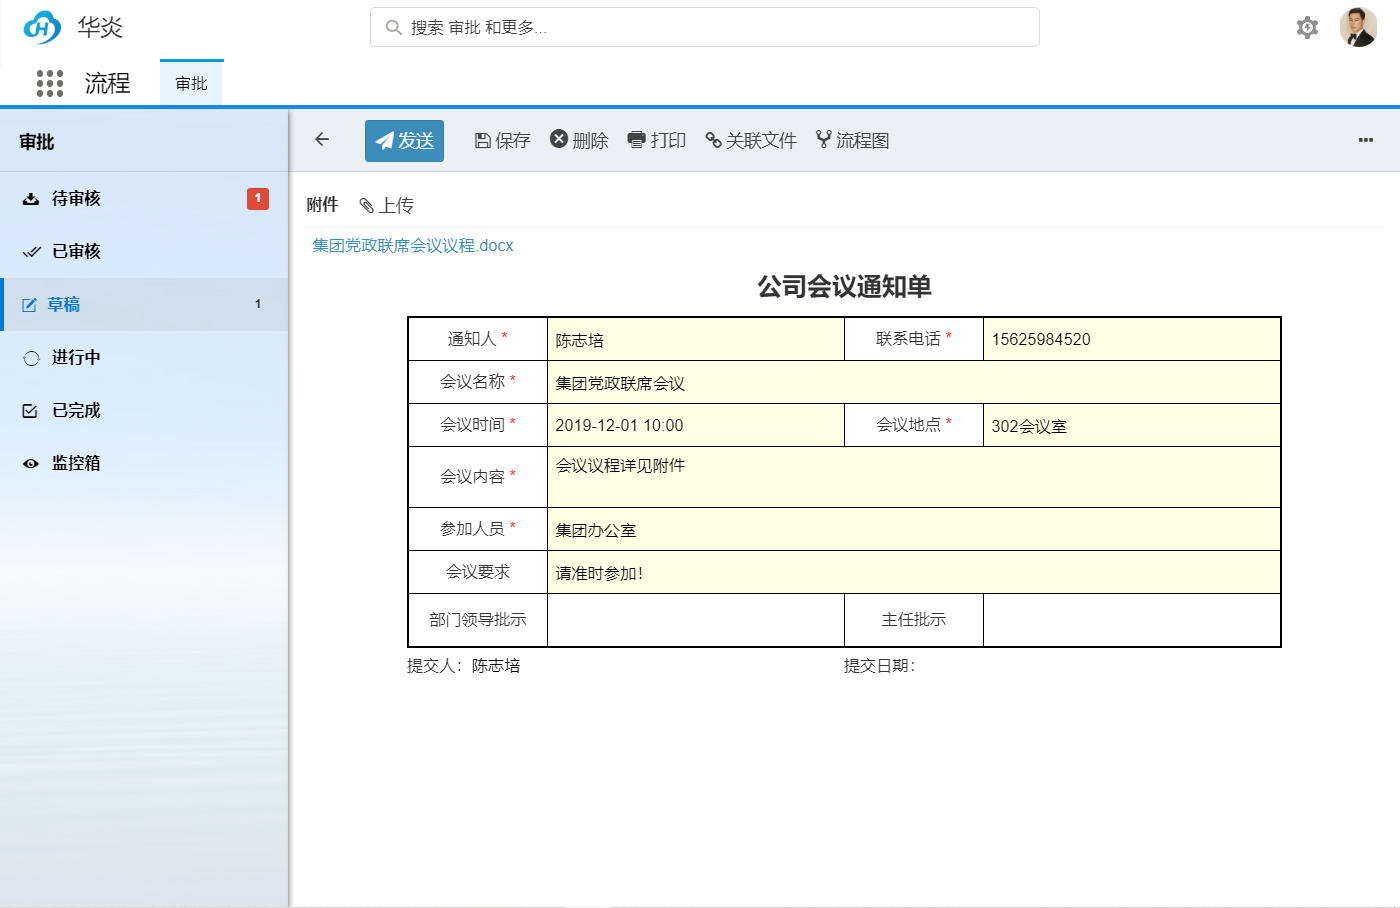 华炎
搜索 审批 和更多...
流程
审批
审批
待审核 1
已审核
草稿 1
进行中
已完成
监控箱
发送 保存 删除 打印 关联文件 流程图
附件 上传
集团党政联席会议议程.docx
公司会议通知单
通知人 * 陈志培 联系电话 * 15625984520
会议名称 * 集团党政联席会议
会议时间 * 2019-12-01 10:00 会议地点 * 302会议室
会议内容 * 会议议程详见附件
参加人员 * 集团办公室
会议要求 请准时参加!
部门领导批示 主任批示
提交人: 陈志培 提交日期: